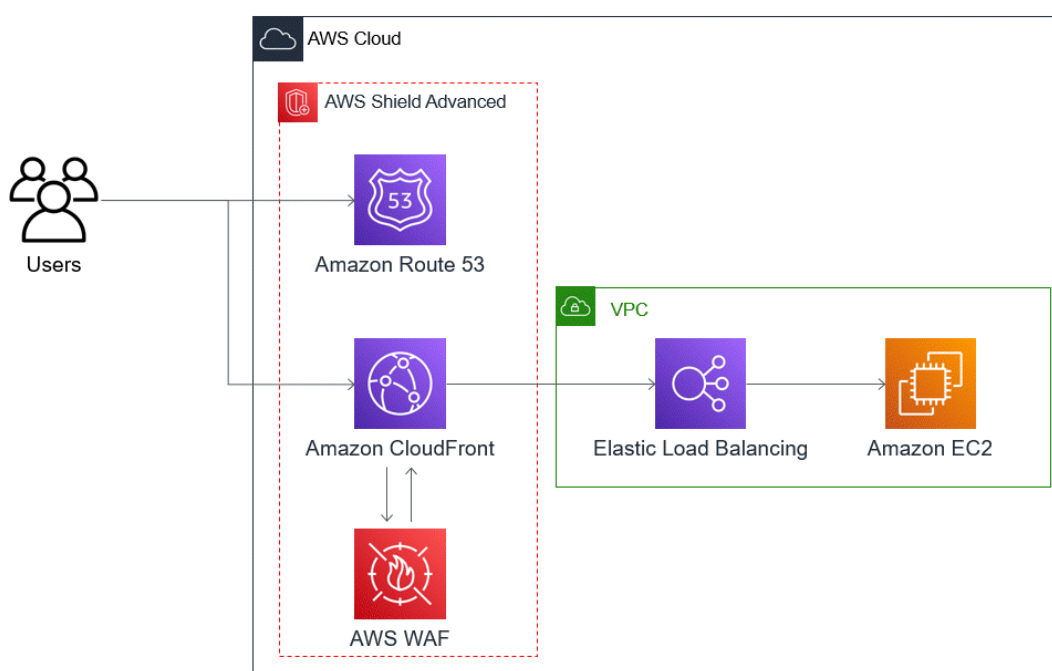 AWS Cloud
AWS Shield Advanced
53
Amazon Route 53
Users
VPC
Amazon CloudFront
Elastic Load Balancing
Amazon EC2
AWS WAF